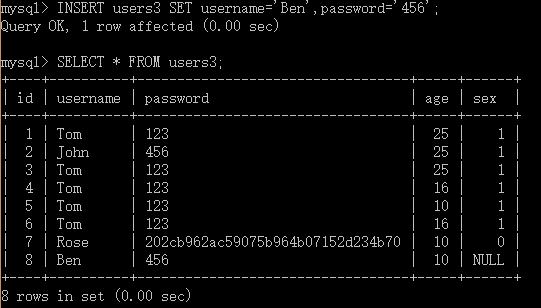 mysql> INSERT users3 SET username='Ben',password='456';
Query OK, 1 row affected (0.00 sec)
mysql> SELECT * FROM users3;
+----+----------+----------------------------------+-----+------+
| id | username | password                         | age | sex  |
+----+----------+----------------------------------+-----+------+
|  1 | Tom      | 123                              |  25 |    1 |
|  2 | John     | 456                              |  25 |    1 |
|  3 | Tom      | 123                              |  25 |    1 |
|  4 | Tom      | 123                              |  16 |    1 |
|  5 | Tom      | 123                              |  10 |    1 |
|  6 | Tom      | 123                              |  16 |    1 |
|  7 | Rose     | 202cb962ac59075b964b07152d234b70 |  10 |    0 |
|  8 | Ben      | 456                              |  10 | NULL |
+----+----------+----------------------------------+-----+------+
8 rows in set (0.00 sec)